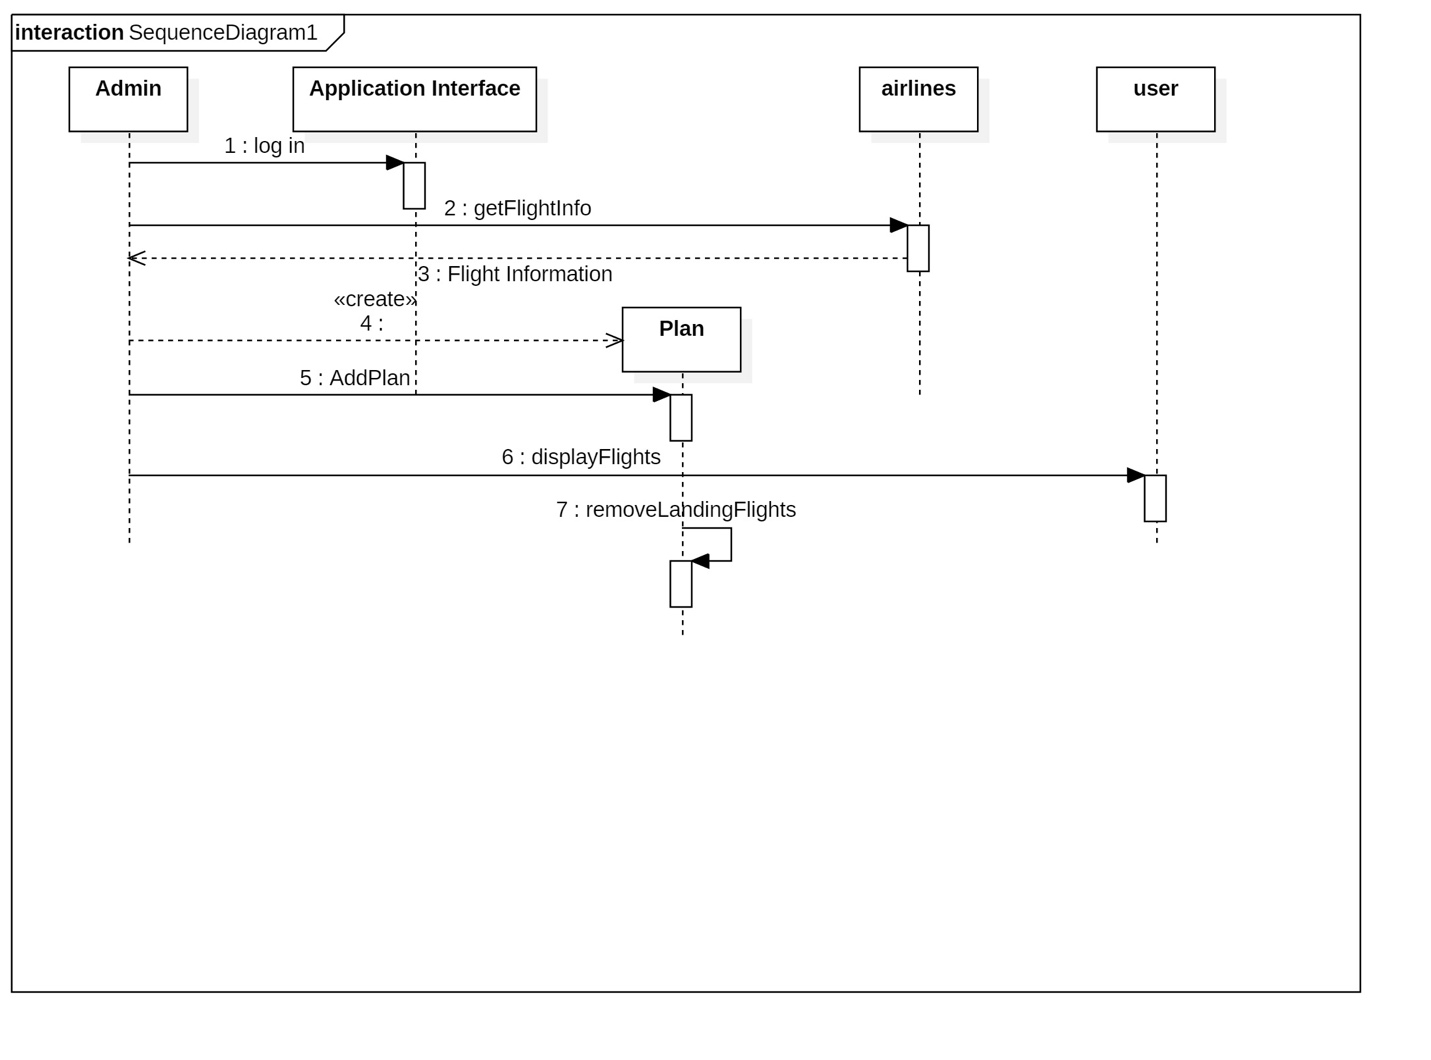 interaction SequenceDiagram1
Admin
Application Interface
airlines
user
1 : log in
2 : getFlightInfo
3 : Flight Information
«create»
4 :
Plan
5 : AddPlan
6 : displayFlights
7 : removeLandingFlights